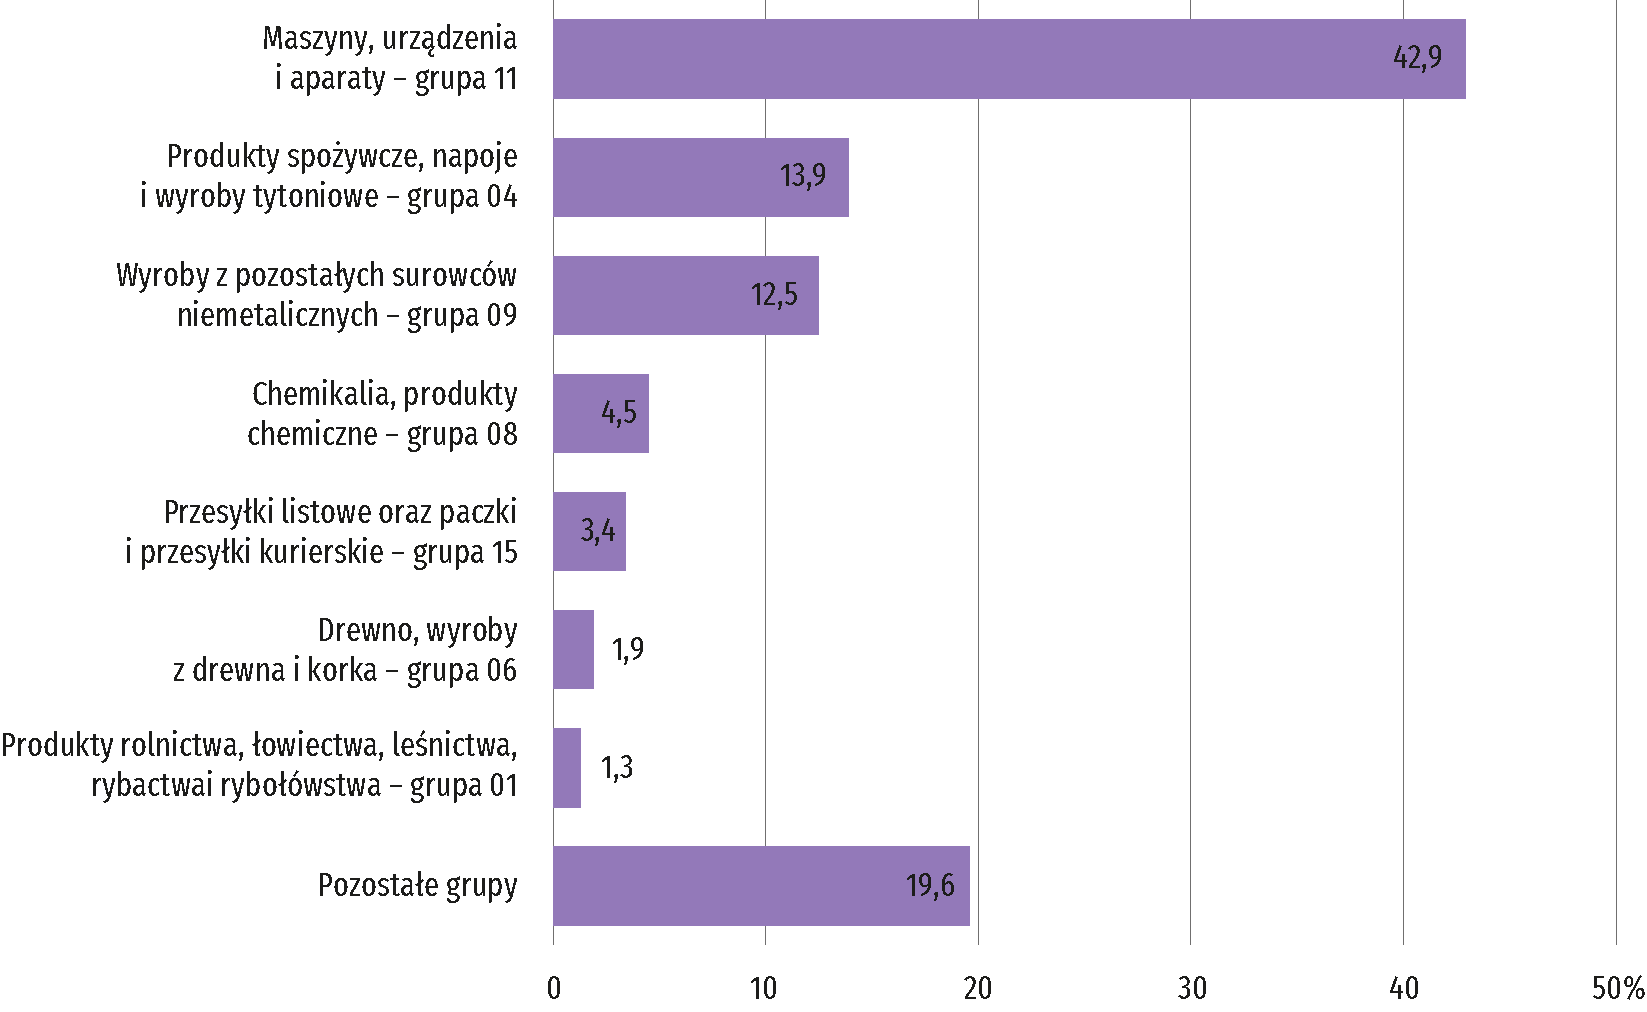 Maszyny, urządzenia
i aparaty – grupa 11
42,9
Produkty spożywcze, napoje
i wyroby tytoniowe – grupa 04
13,9
Wyroby z pozostałych surowców
niemetalicznych – grupa 09
12,5
Chemikalia, produkty
chemiczne – grupa 08
4,5
Przesyłki listowe oraz paczki
i przesyłki kurierskie – grupa 15
3,4
Drewno, wyroby
z drewna i korka – grupa 06
1,9
Produkty rolnictwa, łowiectwa, leśnictwa,
rybactwai rybołówstwa – grupa 01
1,3
Pozostałe grupy
19,6
0 10 20 30 40 50%